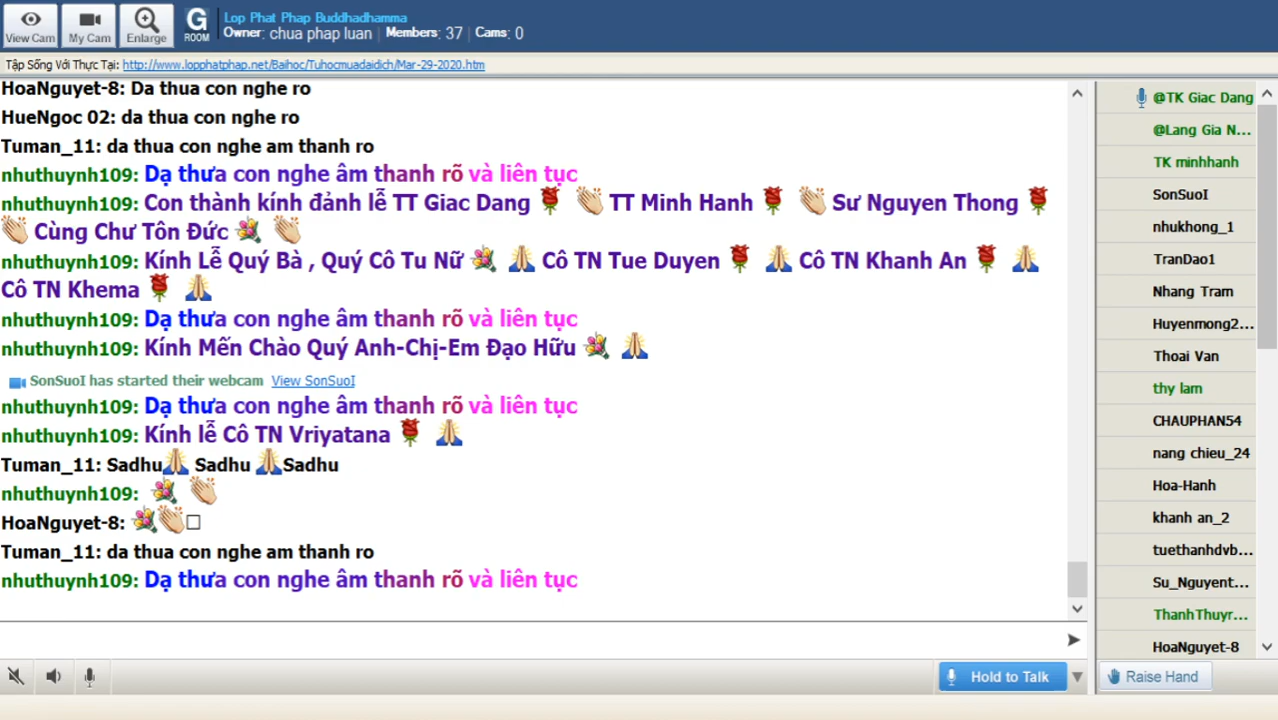 View Cam
My Cam
Enlarge
G
ROOM
Lop Phat Phap Buddhadhamma
Owner: chua phap luan | Members: 37 | Cams: 0
Tập Sống Với Thực Tại: http://www.lopphatphap.net/Baihoc/Tuhocmuadaidich/Mar-29-2020.htm
HoaNguyet-8: Da thua con nghe ro
HueNgoc 02: da thua con nghe ro
Tuman_11: da thua con nghe am thanh ro
nhuthuynh109: Dạ thưa con nghe âm thanh rõ và liên tục
nhuthuynh109: Con thành kính đảnh lễ TT Giac Dang 🌹 👏 TT Minh Hanh 🌹 👏 Sư Nguyen Thong 🌹
👏 Cùng Chư Tôn Đức 💐 👏
nhuthuynh109: Kính Lễ Quý Bà , Quý Cô Tu Nữ 💐 🙏 Cô TN Tue Duyen 🌹 🙏 Cô TN Khanh An 🌹 🙏
Cô TN Khema 🌹 🙏
nhuthuynh109: Dạ thưa con nghe âm thanh rõ và liên tục
nhuthuynh109: Kính Mến Chào Quý Anh-Chị-Em Đạo Hữu 💐 🙏
SonSuoI has started their webcam View SonSuoI
nhuthuynh109: Dạ thưa con nghe âm thanh rõ và liên tục
nhuthuynh109: Kính lễ Cô TN Vriyatana 🌹 🙏
Tuman_11: Sadhu🙏 Sadhu 🙏Sadhu
nhuthuynh109: 💐 👏
HoaNguyet-8: 💐👏□
Tuman_11: da thua con nghe am thanh ro
nhuthuynh109: Dạ thưa con nghe âm thanh rõ và liên tục
@TK Giac Dang
@Lang Gia N...
TK minhhanh
SonSuoI
nhukhong_1
TranDao1
Nhang Tram
Huyenmong2...
Thoai Van
thy lam
CHAUPHAN54
nang chieu_24
Hoa-Hanh
khanh an_2
tuethanhdvb...
Su_Nguyent...
ThanhThuyr...
HoaNguyet-8
Hold to Talk
Raise Hand